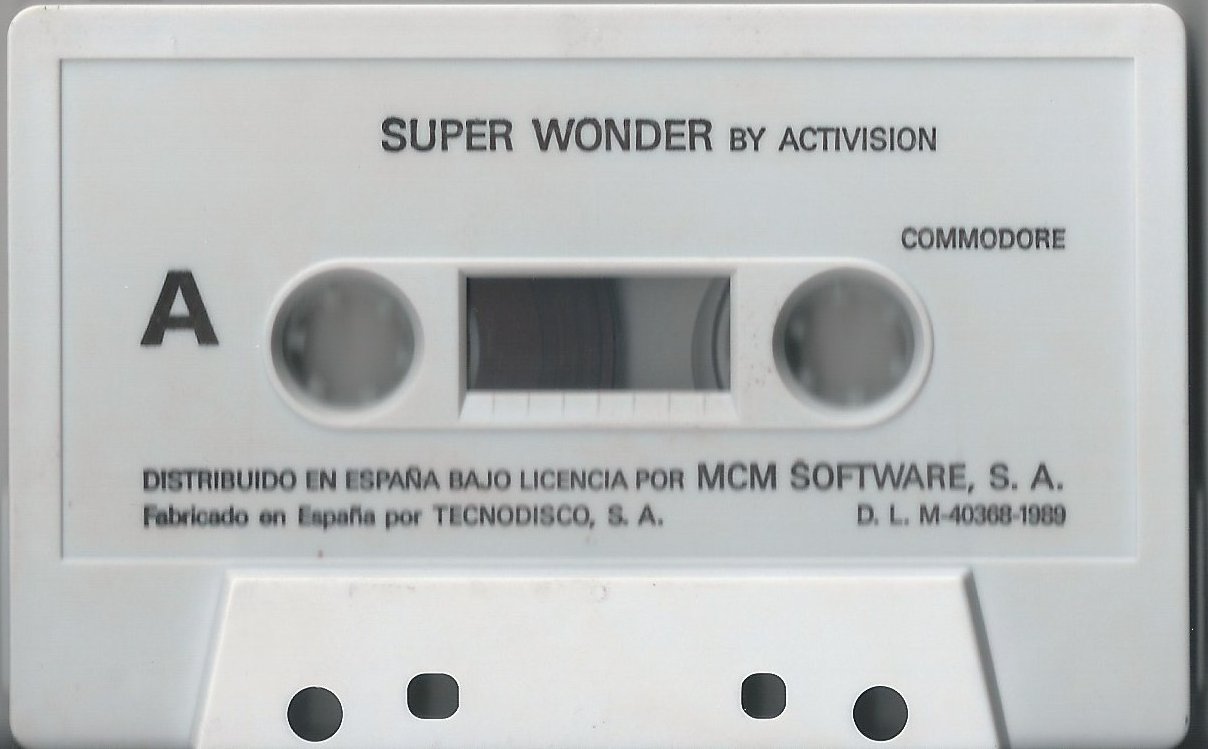 SUPER WONDER BY ACTIVISION
COMMODORE
A
DISTRIBUIDO EN ESPAÑA BAJO LICENCIA POR MCM SOFTWARE, S. A.
Fabricado en España por TECNODISCO, S. A. D. L. M-40368-1989